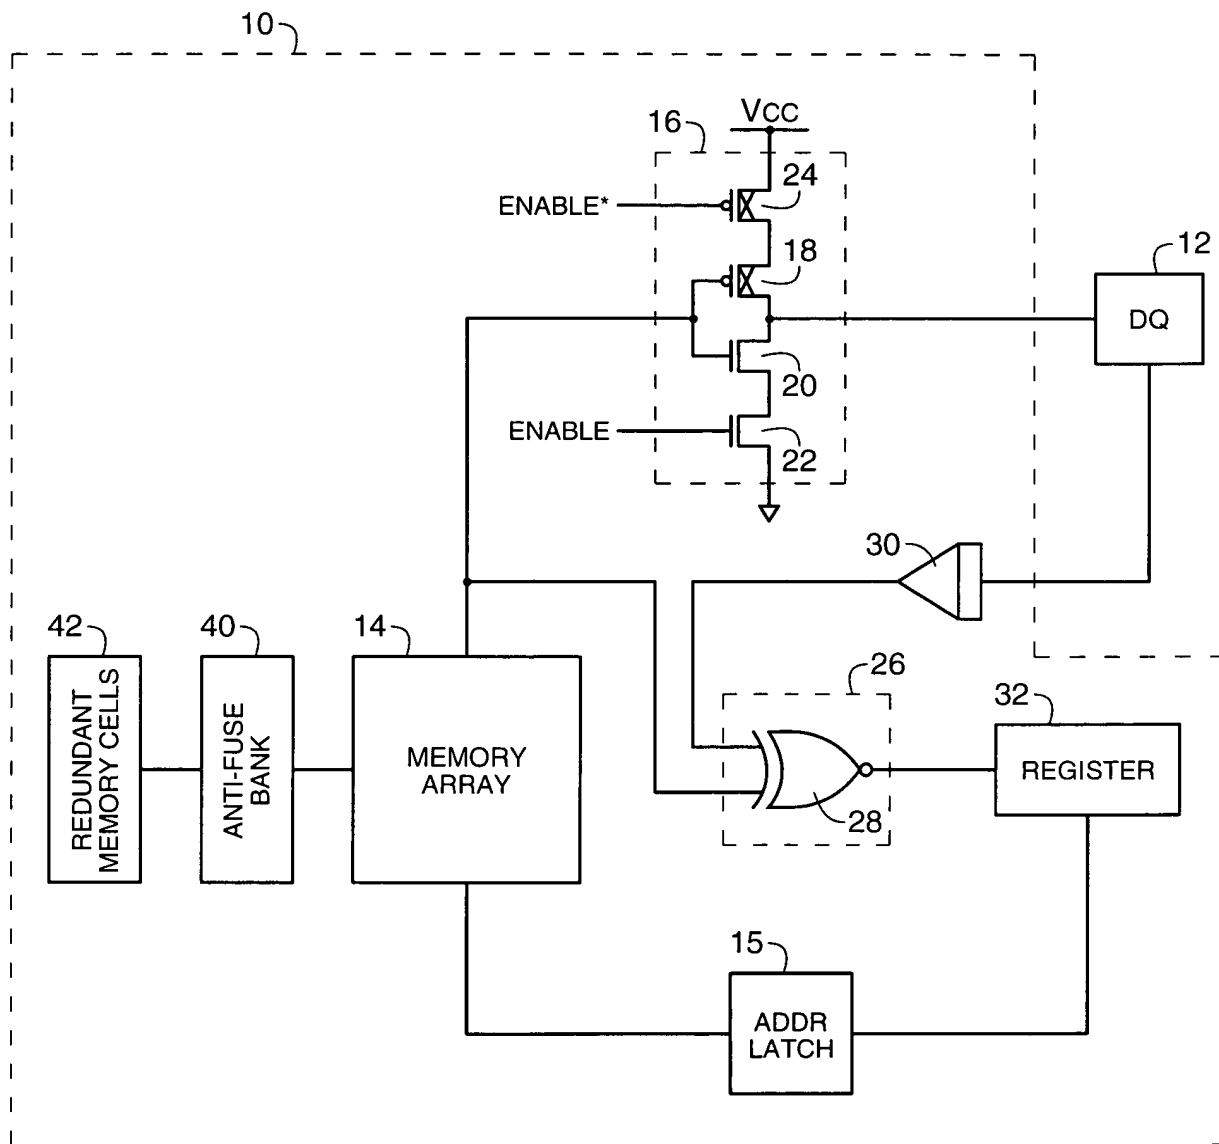 10
VCC
16
24
ENABLE*
18
12
DQ
20
ENABLE
22
30
42
40
14
26
32
REDUNDANT
MEMORY CELLS
ANTI-FUSE
BANK
MEMORY
ARRAY
REGISTER
28
15
ADDR
LATCH